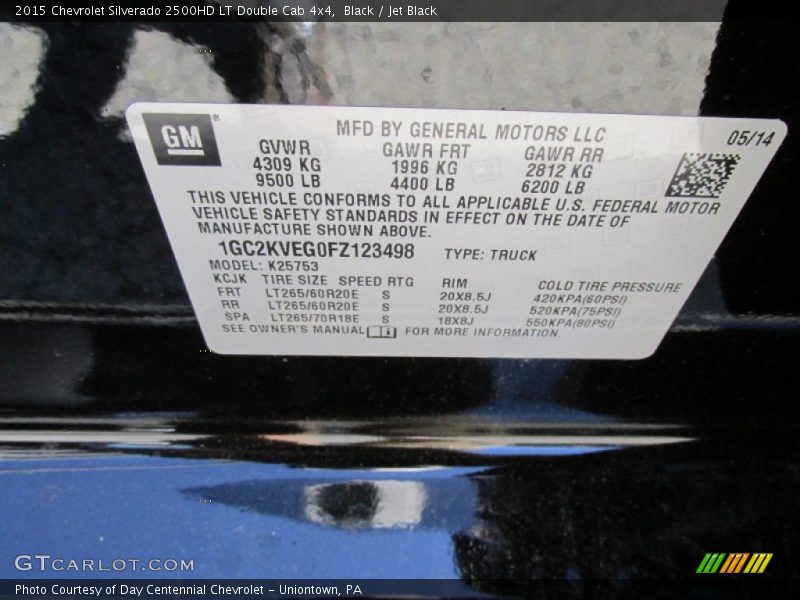 2015 Chevrolet Silverado 2500HD LT Double Cab 4x4, Black / Jet Black
GM ®
MFD BY GENERAL MOTORS LLC
05/14
GVWR GAWR FRT GAWR RR
4309 KG 1996 KG 2812 KG
9500 LB 4400 LB 6200 LB
THIS VEHICLE CONFORMS TO ALL APPLICABLE U.S. FEDERAL MOTOR
VEHICLE SAFETY STANDARDS IN EFFECT ON THE DATE OF
MANUFACTURE SHOWN ABOVE.
1GC2KVEG0FZ123498 TYPE: TRUCK
MODEL: K25753
KCJK TIRE SIZE SPEED RTG RIM COLD TIRE PRESSURE
FRT LT265/60R20E S 20X8.5J 420KPA(60PSI)
RR LT265/60R20E S 20X8.5J 520KPA(75PSI)
SPA LT265/70R18E S 18X8J 550KPA(80PSI)
SEE OWNER'S MANUAL FOR MORE INFORMATION.
GTCARLOT.COM
Photo Courtesy of Day Centennial Chevrolet - Uniontown, PA